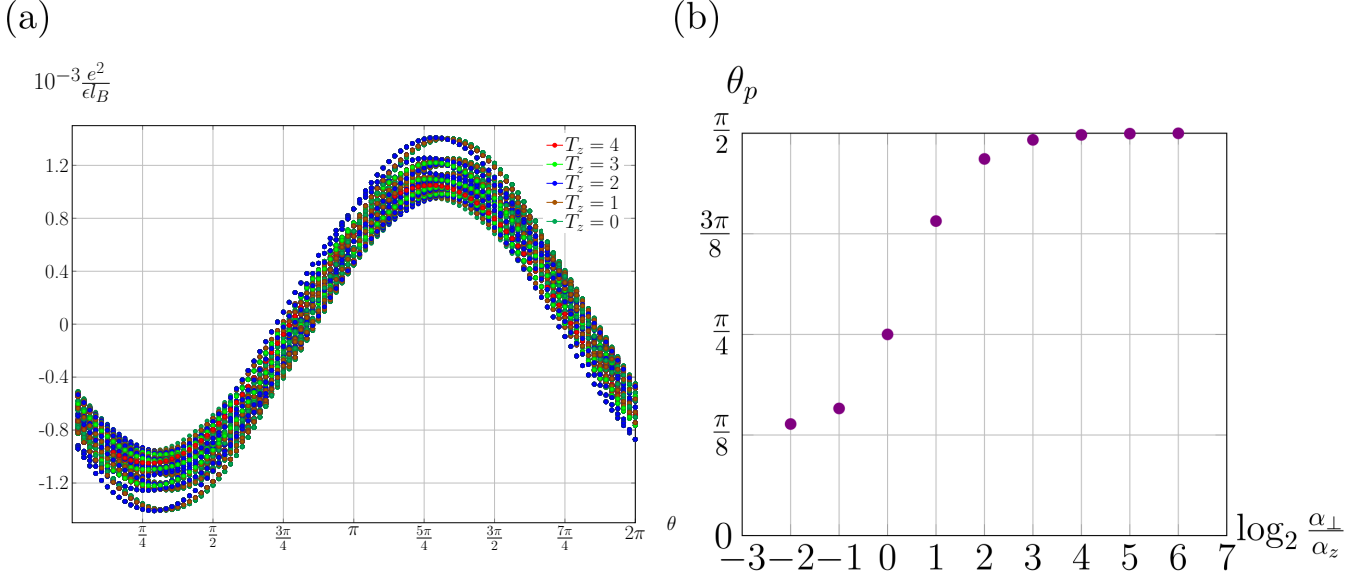 (a)
10⁻³ e²/ϵl_B
1.2
0.8
0.4
0
-0.4
-0.8
-1.2
π/4
π/2
3π/4
π
5π/4
3π/2
7π/4
2π
θ
T_z = 4
T_z = 3
T_z = 2
T_z = 1
T_z = 0
(b)
θ_p
π/2
3π/8
π/4
π/8
0
−3 −2 −1 0 1 2 3 4 5 6 7
log₂ α_⊥/α_z